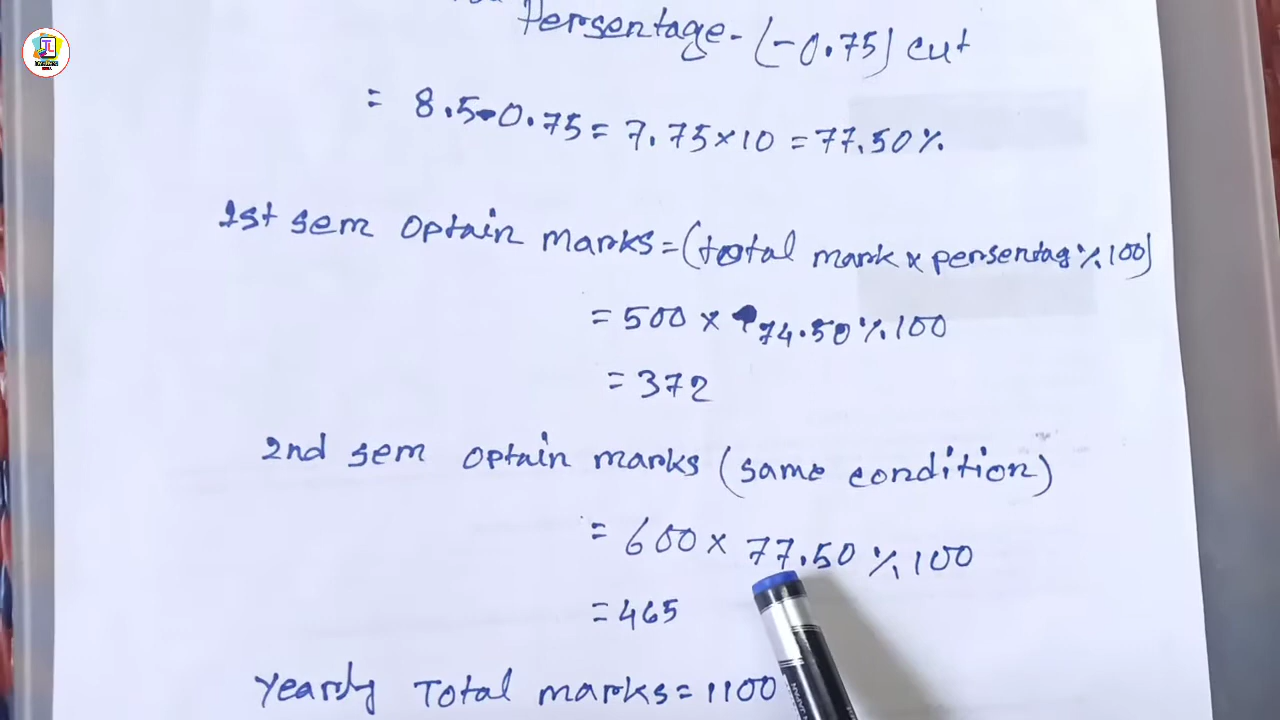 Persentage-(-0.75) cut
= 8.5-0.75= 7.75×10 =77.50%
1st sem optain marks=(total mark x persentag%100)
=500 × 74.50%100
=372
2nd sem optain marks (same condition)
= 600× 77.50 %100
=465
Yearly Total marks=1100